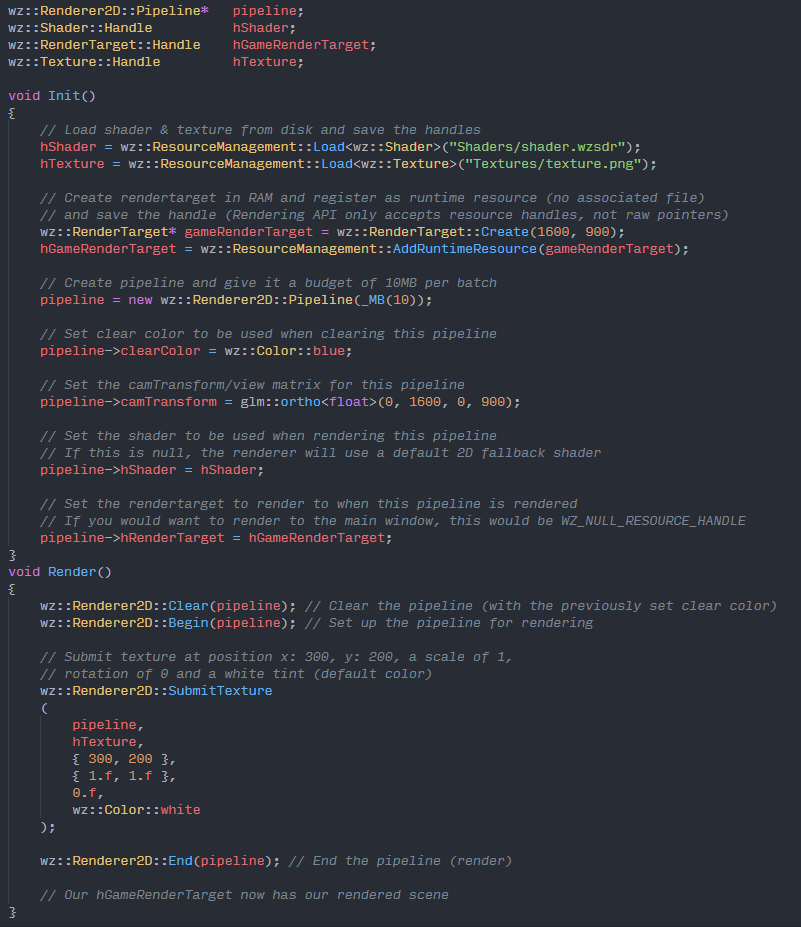 wz::Renderer2D::Pipeline*   pipeline;
wz::Shader::Handle          hShader;
wz::RenderTarget::Handle    hGameRenderTarget;
wz::Texture::Handle         hTexture;

void Init()
{
    // Load shader & texture from disk and save the handles
    hShader = wz::ResourceManagement::Load<wz::Shader>("Shaders/shader.wzsdr");
    hTexture = wz::ResourceManagement::Load<wz::Texture>("Textures/texture.png");

    // Create rendertarget in RAM and register as runtime resource (no associated file)
    // and save the handle (Rendering API only accepts resource handles, not raw pointers)
    wz::RenderTarget* gameRenderTarget = wz::RenderTarget::Create(1600, 900);
    hGameRenderTarget = wz::ResourceManagement::AddRuntimeResource(gameRenderTarget);

    // Create pipeline and give it a budget of 10MB per batch
    pipeline = new wz::Renderer2D::Pipeline(_MB(10));

    // Set clear color to be used when clearing this pipeline
    pipeline->clearColor = wz::Color::blue;

    // Set the camTransform/view matrix for this pipeline
    pipeline->camTransform = glm::ortho<float>(0, 1600, 0, 900);

    // Set the shader to be used when rendering this pipeline
    // If this is null, the renderer will use a default 2D fallback shader
    pipeline->hShader = hShader;

    // Set the rendertarget to render to when this pipeline is rendered
    // If you would want to render to the main window, this would be WZ_NULL_RESOURCE_HANDLE
    pipeline->hRenderTarget = hGameRenderTarget;
}
void Render()
{
    wz::Renderer2D::Clear(pipeline); // Clear the pipeline (with the previously set clear color)
    wz::Renderer2D::Begin(pipeline); // Set up the pipeline for rendering

    // Submit texture at position x: 300, y: 200, a scale of 1,
    // rotation of 0 and a white tint (default color)
    wz::Renderer2D::SubmitTexture
    (
        pipeline,
        hTexture,
        { 300, 200 },
        { 1.f, 1.f },
        0.f,
        wz::Color::white
    );

    wz::Renderer2D::End(pipeline); // End the pipeline (render)

    // Our hGameRenderTarget now has our rendered scene
}